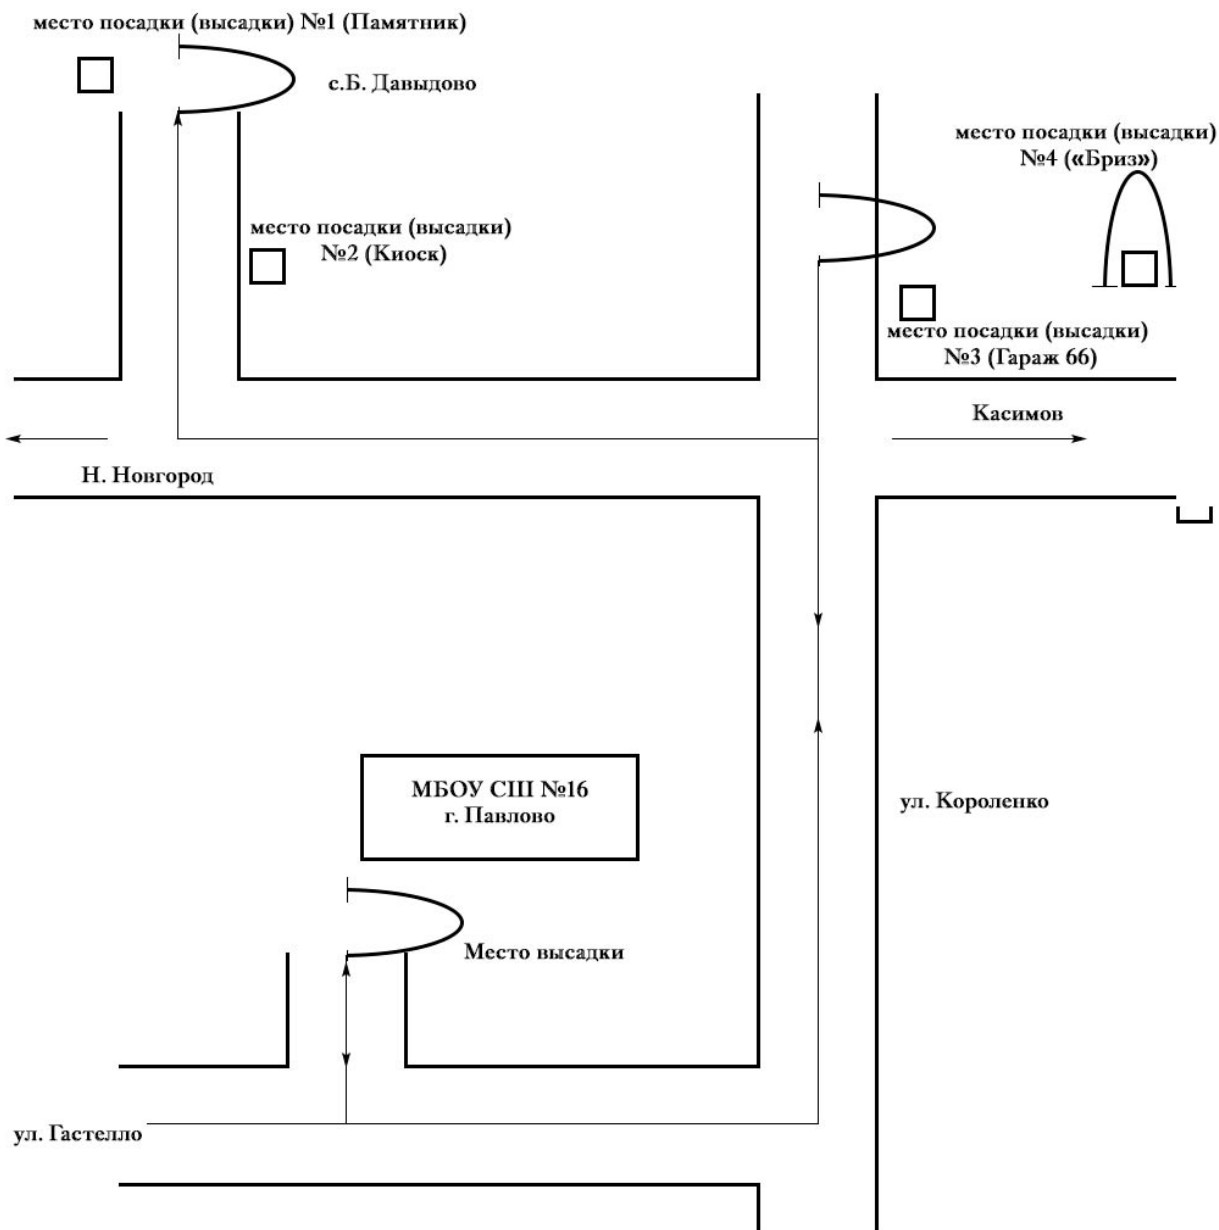 место посадки (высадки) №1 (Памятник)
с.Б. Давыдово
место посадки (высадки)
№4 («Бриз»)
место посадки (высадки)
№2 (Киоск)
место посадки (высадки)
№3 (Гараж 66)
Касимов
Н. Новгород
МБОУ СШ №16
г. Павлово
ул. Короленко
Место высадки
ул. Гастелло